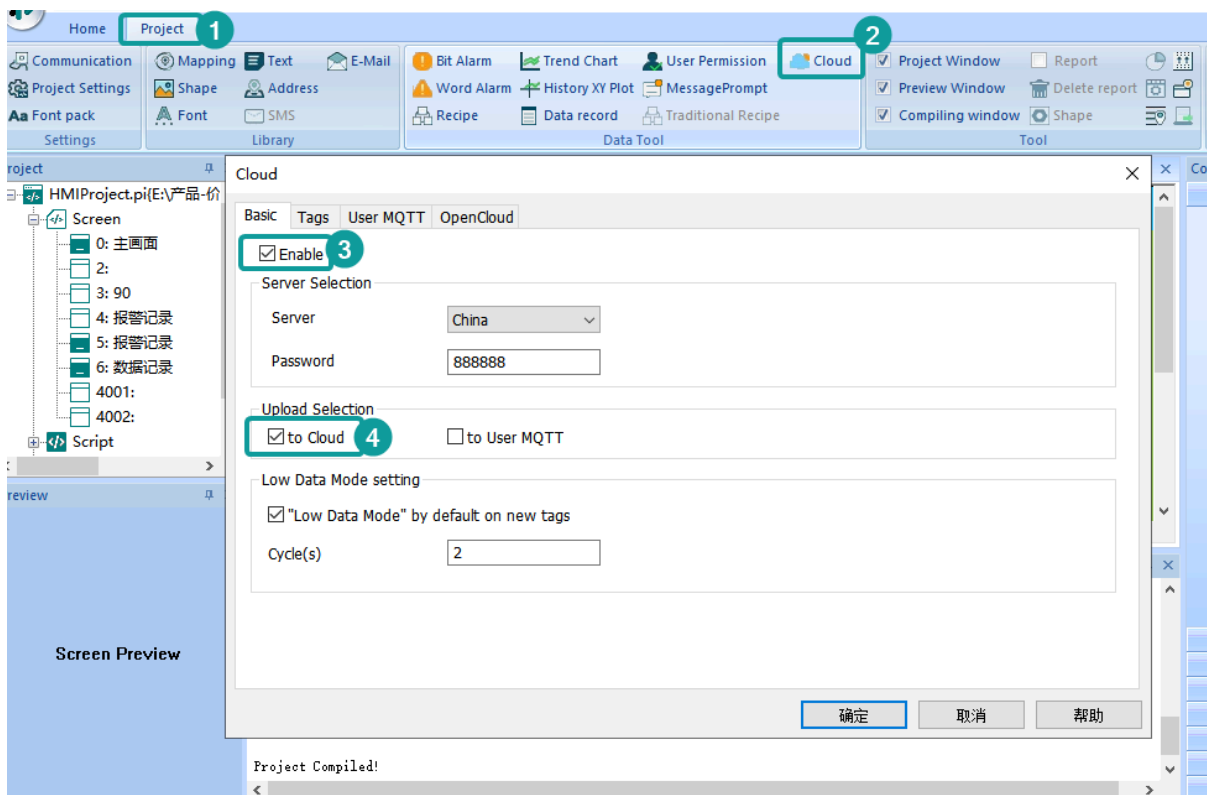 Home Project 1
2
Communication Mapping Text E-Mail Bit Alarm Trend Chart User Permission Cloud Project Window Report
Project Settings Shape Address Word Alarm History XY Plot MessagePrompt Preview Window Delete report
Aa Font pack Font SMS Recipe Data record Traditional Recipe Compiling window Shape
Settings Library Data Tool Tool
roject
HMIProject.pi{E:\产品-价
Screen
0: 主画面
2:
3: 90
4: 报警记录
5: 报警记录
6: 数据记录
4001:
4002:
Script
review
Screen Preview
Cloud
Co
Basic Tags User MQTT OpenCloud
Enable 3
Server Selection
Server China
Password 888888
Upload Selection
to Cloud 4 to User MQTT
Low Data Mode setting
"Low Data Mode" by default on new tags
Cycle(s) 2
确定 取消 帮助
Project Compiled!